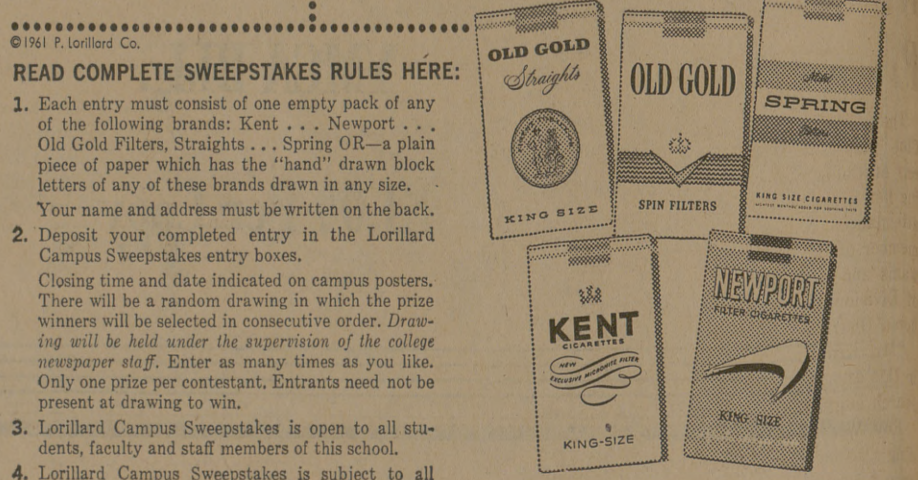 ©1961 P. Lorillard Co.
READ COMPLETE SWEEPSTAKES RULES HERE:
1. Each entry must consist of one empty pack of any
of the following brands: Kent . . . Newport . . .
Old Gold Filters, Straights . . . Spring OR—a plain
piece of paper which has the "hand" drawn block
letters of any of these brands drawn in any size.
Your name and address must be written on the back.
2. Deposit your completed entry in the Lorillard
Campus Sweepstakes entry boxes.
Closing time and date indicated on campus posters.
There will be a random drawing in which the prize
winners will be selected in consecutive order. Draw-
ing will be held under the supervision of the college
newspaper staff. Enter as many times as you like.
Only one prize per contestant. Entrants need not be
present at drawing to win.
3. Lorillard Campus Sweepstakes is open to all stu-
dents, faculty and staff members of this school.
4. Lorillard Campus Sweepstakes is subject to all
OLD GOLD
Straights
KING SIZE
OLD GOLD
SPIN FILTERS
SPRING
KING SIZE CIGARETTES
KENT
CIGARETTES
NEW
EXCLUSIVE MICRONITE FILTER
KING-SIZE
NEWPORT
FILTER CIGARETTES
KING SIZE